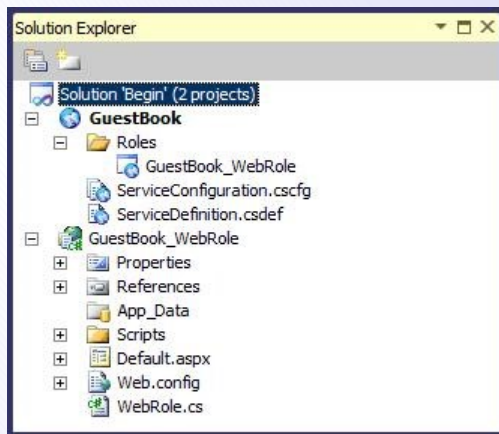 Solution Explorer
Solution 'Begin' (2 projects)
GuestBook
Roles
GuestBook_WebRole
ServiceConfiguration.cscfg
ServiceDefinition.csdef
GuestBook_WebRole
Properties
References
App_Data
Scripts
Default.aspx
Web.config
WebRole.cs